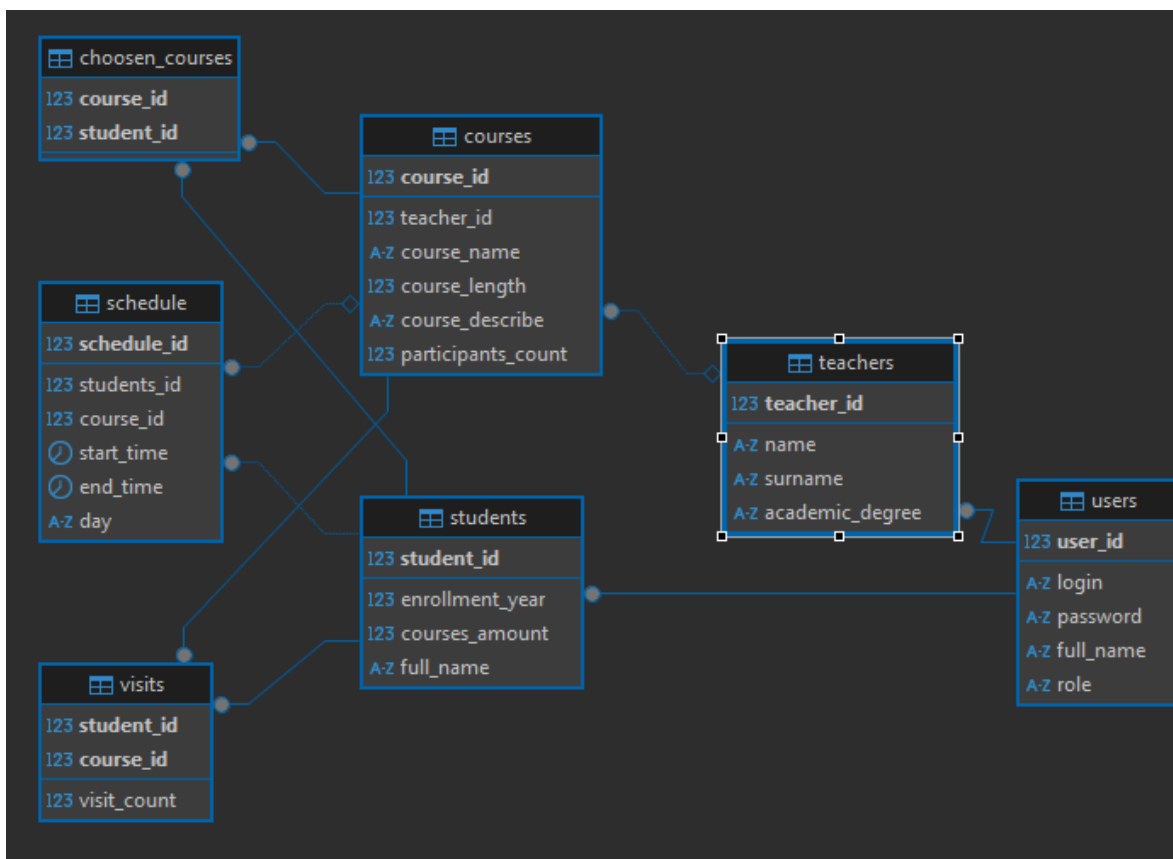 choosen_courses
123 course_id
123 student_id
courses
123 course_id
123 teacher_id
A-Z course_name
123 course_length
A-Z course_describe
123 participants_count
schedule
123 schedule_id
123 students_id
123 course_id
start_time
end_time
A-Z day
teachers
123 teacher_id
A-Z name
A-Z surname
A-Z academic_degree
users
123 user_id
A-Z login
A-Z password
A-Z full_name
A-Z role
students
123 student_id
123 enrollment_year
123 courses_amount
A-Z full_name
visits
123 student_id
123 course_id
123 visit_count